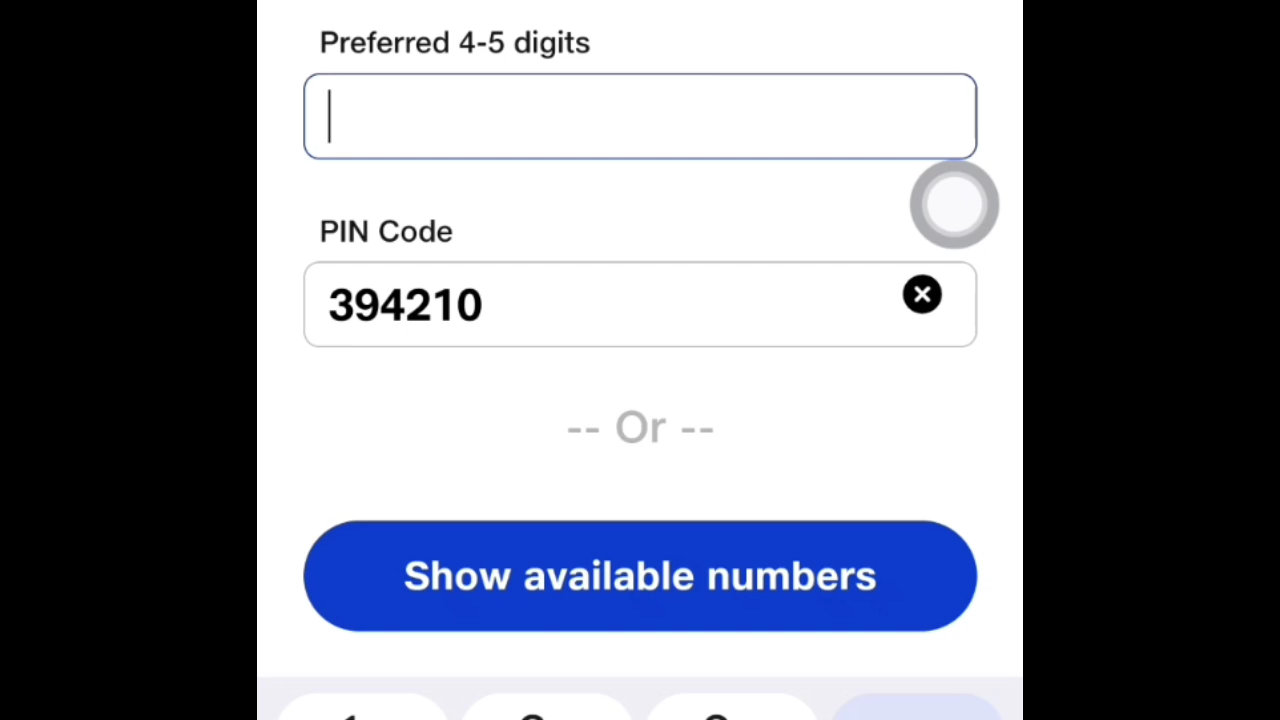 Preferred 4-5 digits
PIN Code
394210
-- Or --
Show available numbers